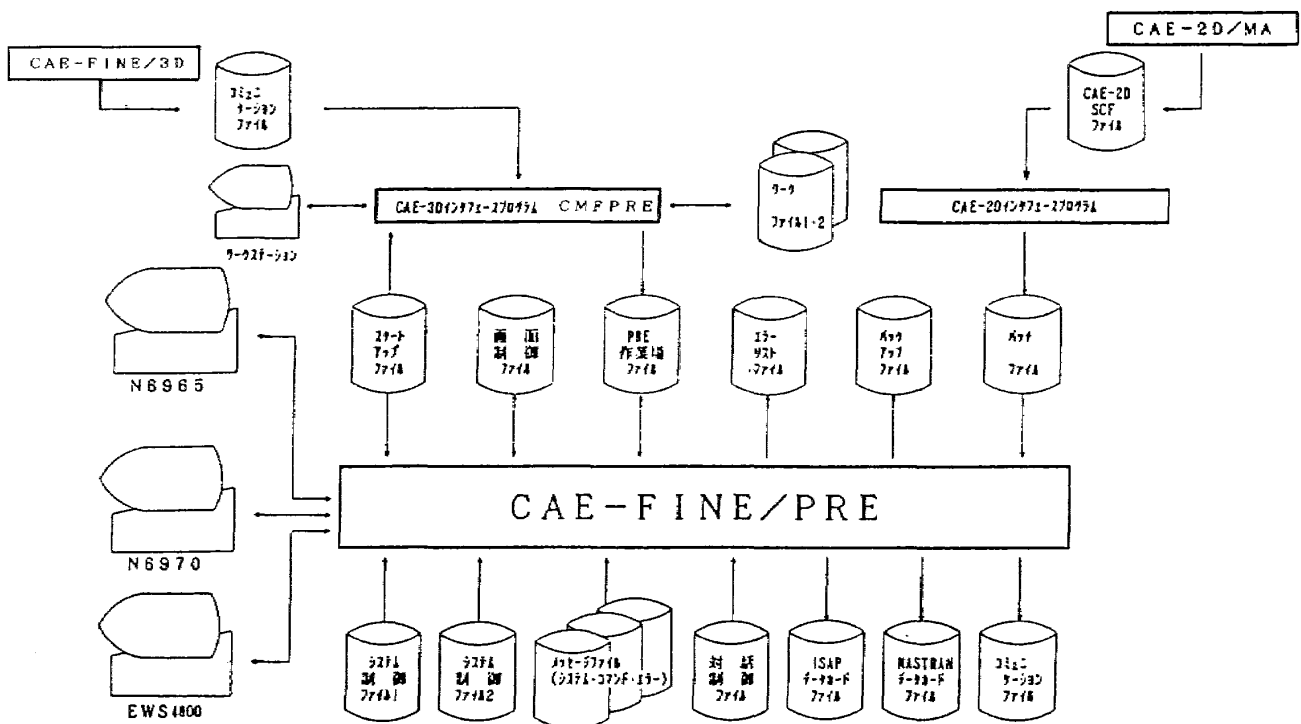 CAE-FINE/3D
コミュニ
ケーション
ファイル
CAE-2D/MA
CAE-2D
SCF
ファイル
ワークステーション
CAE-3Dインタフェースプログラム CMFPRE
ワーク
ファイル1・2
CAE-2Dインタフェースプログラム
N6965
スタート
アップ
ファイル
画面
制御
ファイル
PRE
作業場
ファイル
エラー
リスト
ファイル
バック
アップ
ファイル
バッチ
ファイル
CAE-FINE/PRE
N6970
EWS4800
システム
制御
ファイル1
システム
制御
ファイル2
メッセージファイル
(システム・コマンド・エラー)
対話
制御
ファイル
ISAP
データカード
ファイル
NASTRAN
データカード
ファイル
コミュニ
ケーション
ファイル